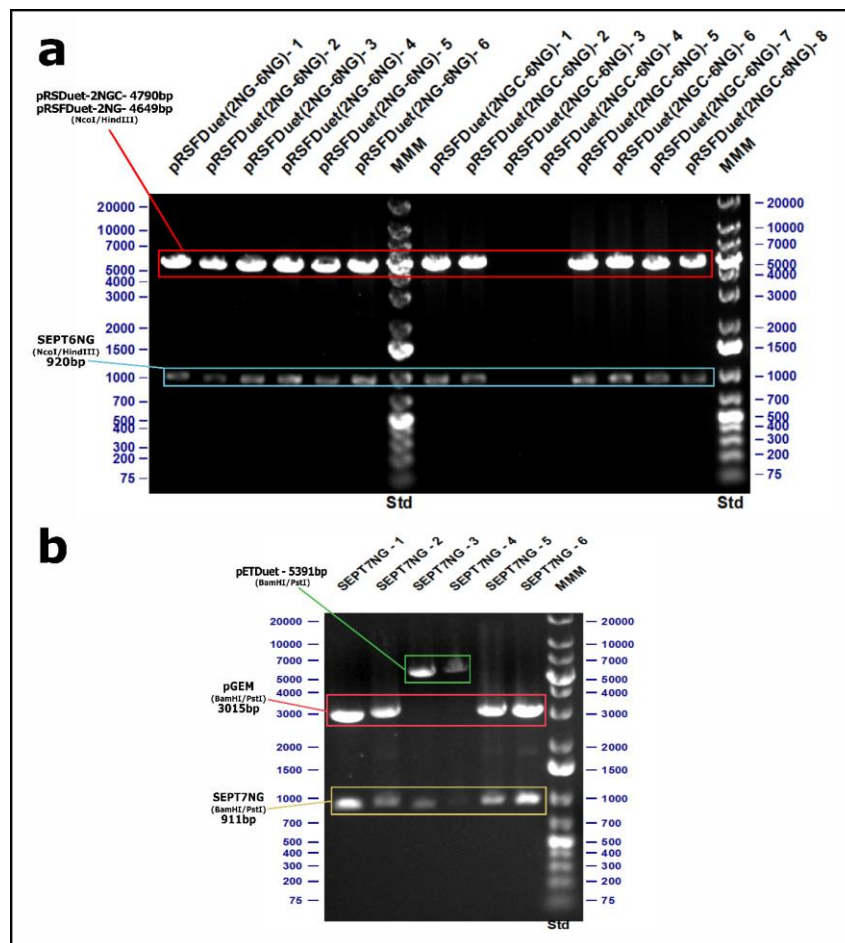 a
pRSDuet-2NGC- 4790bp
pRSFDuet-2NG- 4649bp
(NcoI/HindIII)
pRSFDuet(2NG-6NG)- 1
pRSFDuet(2NG-6NG)- 2
pRSFDuet(2NG-6NG)- 3
pRSFDuet(2NG-6NG)- 4
pRSFDuet(2NG-6NG)- 5
pRSFDuet(2NG-6NG)- 6
MMM
pRSFDuet(2NGC-6NG)- 1
pRSFDuet(2NGC-6NG)- 2
pRSFDuet(2NGC-6NG)- 3
pRSFDuet(2NGC-6NG)- 4
pRSFDuet(2NGC-6NG)- 5
pRSFDuet(2NGC-6NG)- 6
pRSFDuet(2NGC-6NG)- 7
pRSFDuet(2NGC-6NG)- 8
MMM
20000
10000
7000
5000
4000
3000
2000
1500
1000
700
500
400
300
200
75
SEPT6NG
(NcoI/HindIII)
920bp
20000
10000
7000
5000
4000
3000
2000
1500
1000
700
500
400
300
200
75
Std
Std
b
pETDuet - 5391bp
(BamHI/PstI)
SEPT7NG - 1
SEPT7NG - 2
SEPT7NG - 3
SEPT7NG - 4
SEPT7NG - 5
SEPT7NG - 6
MMM
20000
10000
7000
5000
4000
3000
2000
1500
1000
700
500
400
300
200
75
pGEM
(BamHI/PstI)
3015bp
SEPT7NG
(BamHI/PstI)
911bp
20000
10000
7000
5000
4000
3000
2000
1500
1000
700
500
400
300
200
75
Std